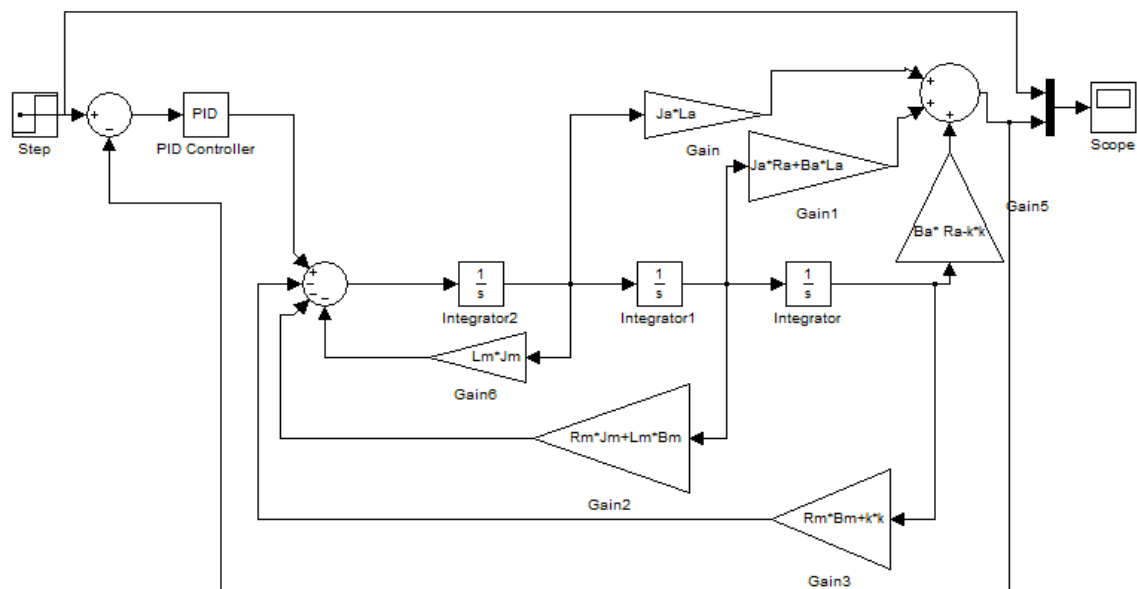 Step
+
−
PID
PID Controller
Ja*La
Gain
Ja*Ra+Ba*La
Gain1
+
+
+
Ba* Ra-k*k
Gain5
Scope
+
−
−
−
1
s
Integrator2
1
s
Integrator1
1
s
Integrator
Lm*Jm
Gain6
Rm*Jm+Lm*Bm
Gain2
Rm*Bm+k*k
Gain3